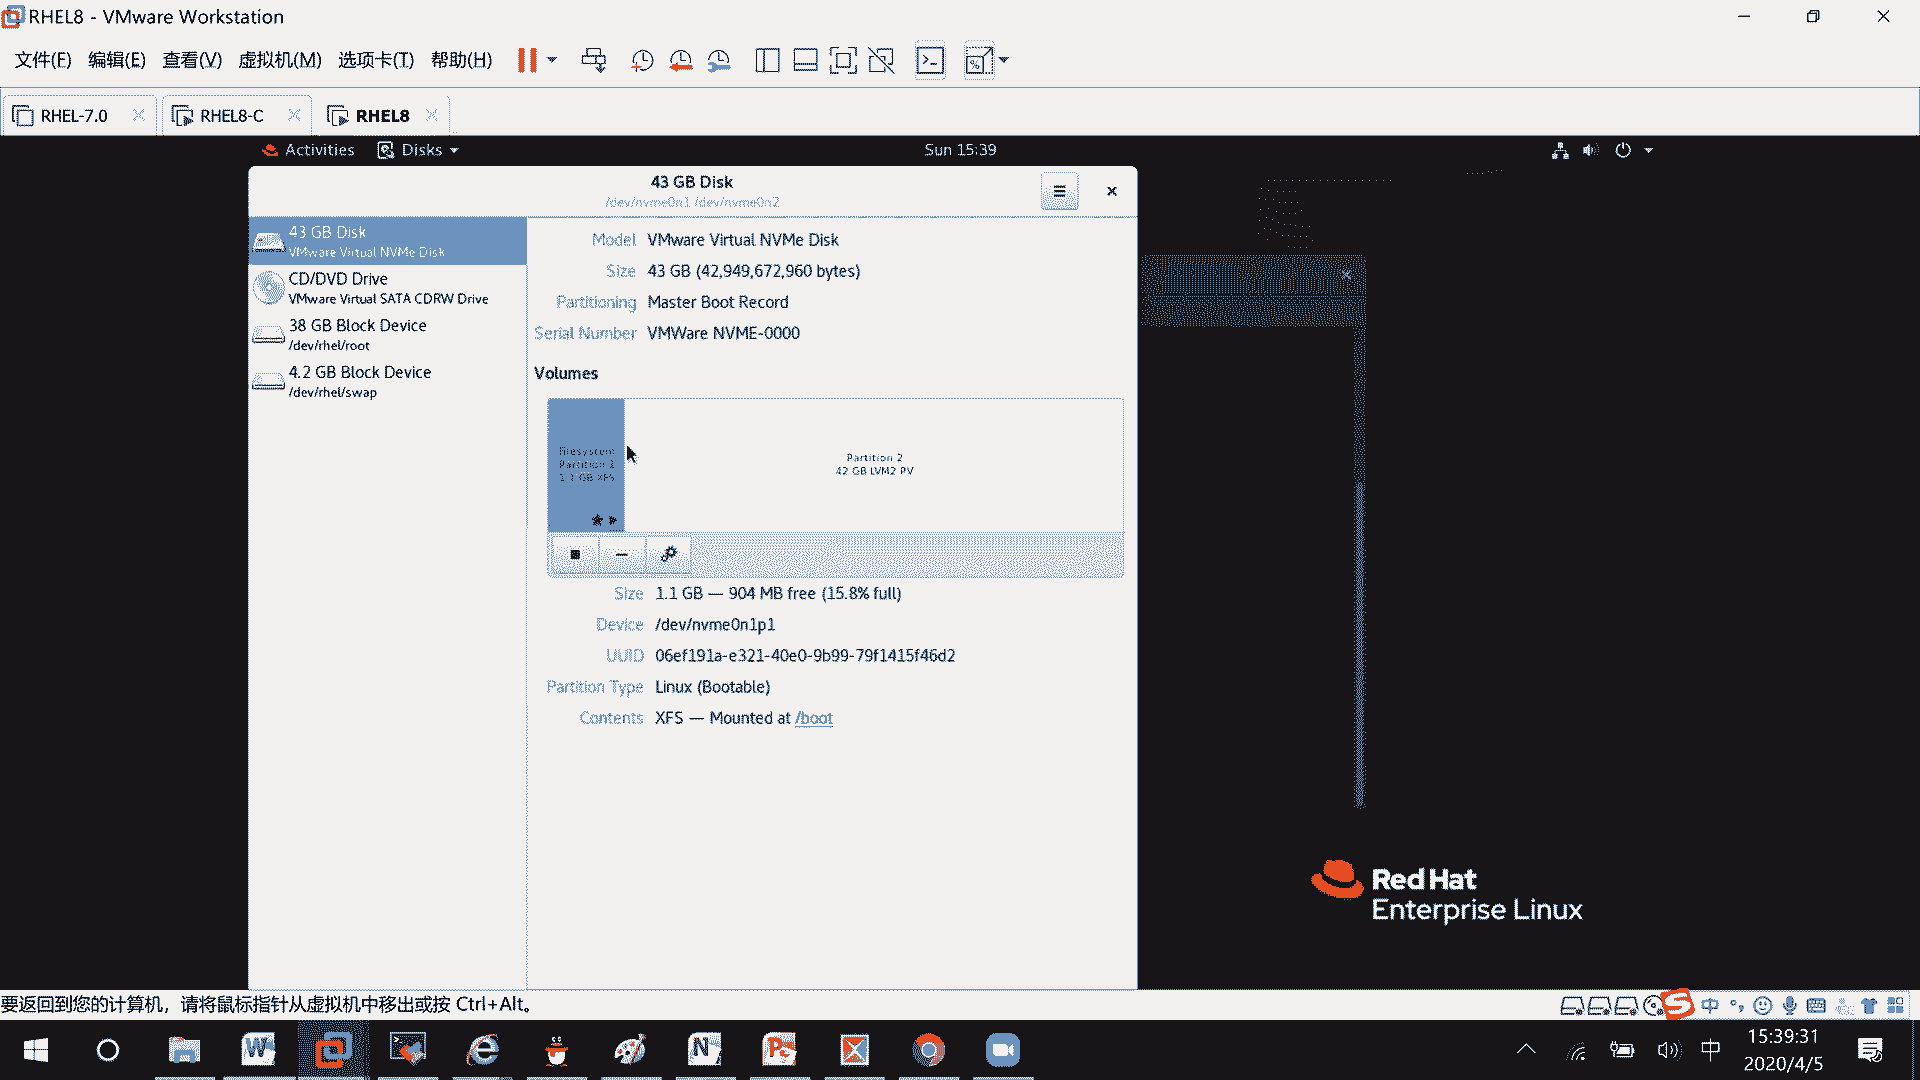 RHEL8 - VMware Workstation
文件(F) 编辑(E) 查看(V) 虚拟机(M) 选项卡(T) 帮助(H)
RHEL-7.0 RHEL8-C RHEL8
Activities Disks Sun 15:39
43 GB Disk
/dev/nvme0n1 /dev/nvme0n2
43 GB Disk
VMware Virtual NVMe Disk
CD/DVD Drive
VMware Virtual SATA CDRW Drive
38 GB Block Device
/dev/rhel/root
4.2 GB Block Device
/dev/rhel/swap
Model VMware Virtual NVMe Disk
Size 43 GB (42,949,672,960 bytes)
Partitioning Master Boot Record
Serial Number VMWare NVME-0000
Volumes
Filesystem
Partition 1
1.1 GB XFS
Partition 2
42 GB LVM2 PV
Size 1.1 GB — 904 MB free (15.8% full)
Device /dev/nvme0n1p1
UUID 06ef191a-e321-40e0-9b99-79f1415f46d2
Partition Type Linux (Bootable)
Contents XFS — Mounted at /boot
Red Hat
Enterprise Linux
要返回到您的计算机，请将鼠标指针从虚拟机中移出或按 Ctrl+Alt。
中
中
15:39:31
2020/4/5